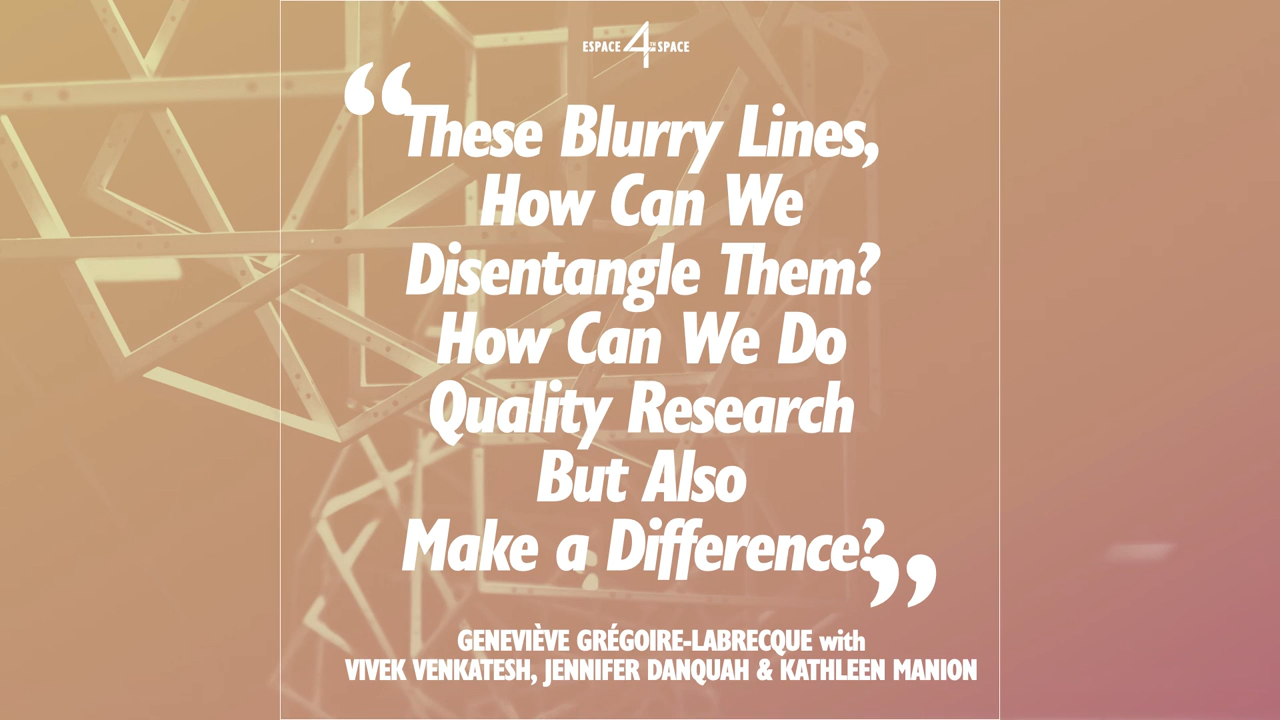 ESPACE 4TH SPACE
“These Blurry Lines,
How Can We
Disentangle Them?
How Can We Do
Quality Research
But Also
Make a Difference?”
GENEVIÈVE GRÉGOIRE-LABRECQUE with
VIVEK VENKATESH, JENNIFER DANQUAH & KATHLEEN MANION